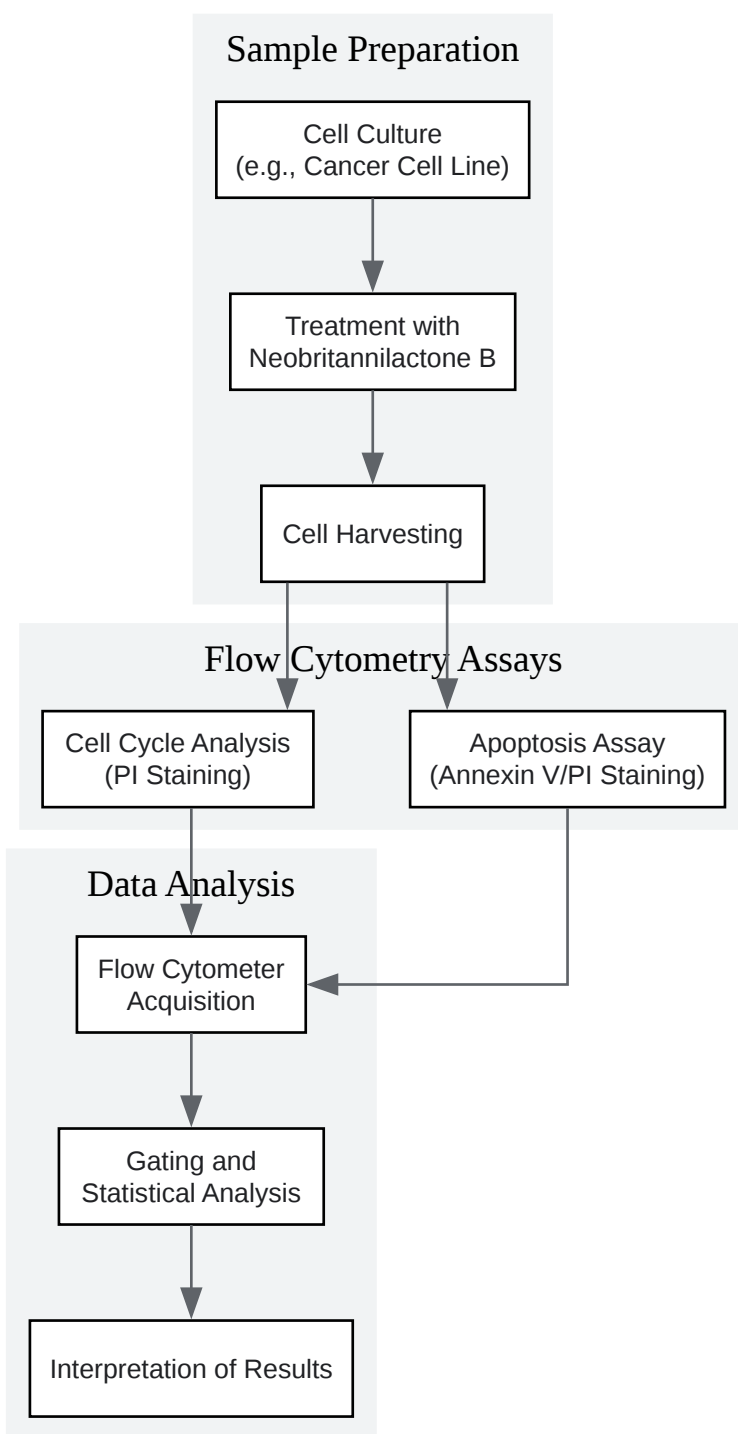 Sample Preparation
Cell Culture
(e.g., Cancer Cell Line)
Treatment with
Neobritannilactone B
Cell Harvesting
Flow Cytometry Assays
Cell Cycle Analysis
(PI Staining)
Apoptosis Assay
(Annexin V/PI Staining)
Data Analysis
Flow Cytometer
Acquisition
Gating and
Statistical Analysis
Interpretation of Results